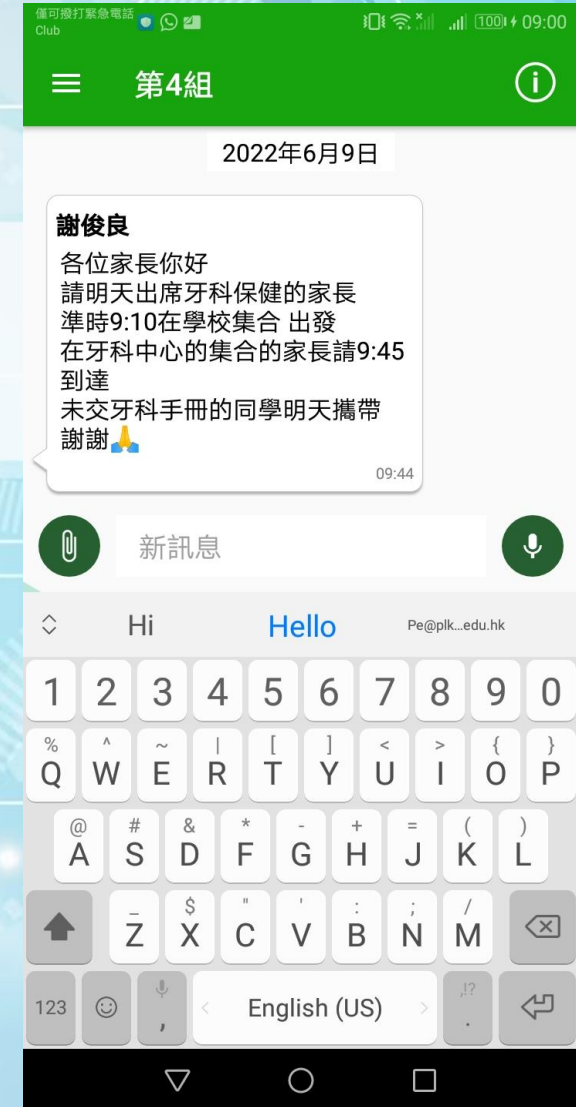 僅可撥打緊急電話
Club
100 09:00
第4組
2022年6月9日
謝俊良
各位家長你好
請明天出席牙科保健的家長
準時9:10在學校集合 出發
在牙科中心的集合的家長請9:45
到達
未交牙科手冊的同學明天攜帶
謝謝🙏
09:44
新訊息
Hi Hello Pe@plk...edu.hk
1 2 3 4 5 6 7 8 9 0
% ^ ~ | [ ] < > { }
Q W E R T Y U I O P
@ # & * - + = ( )
A S D F G H J K L
_ $ " ' : ; /
Z X C V B N M
123 , < English (US) > ,!? .